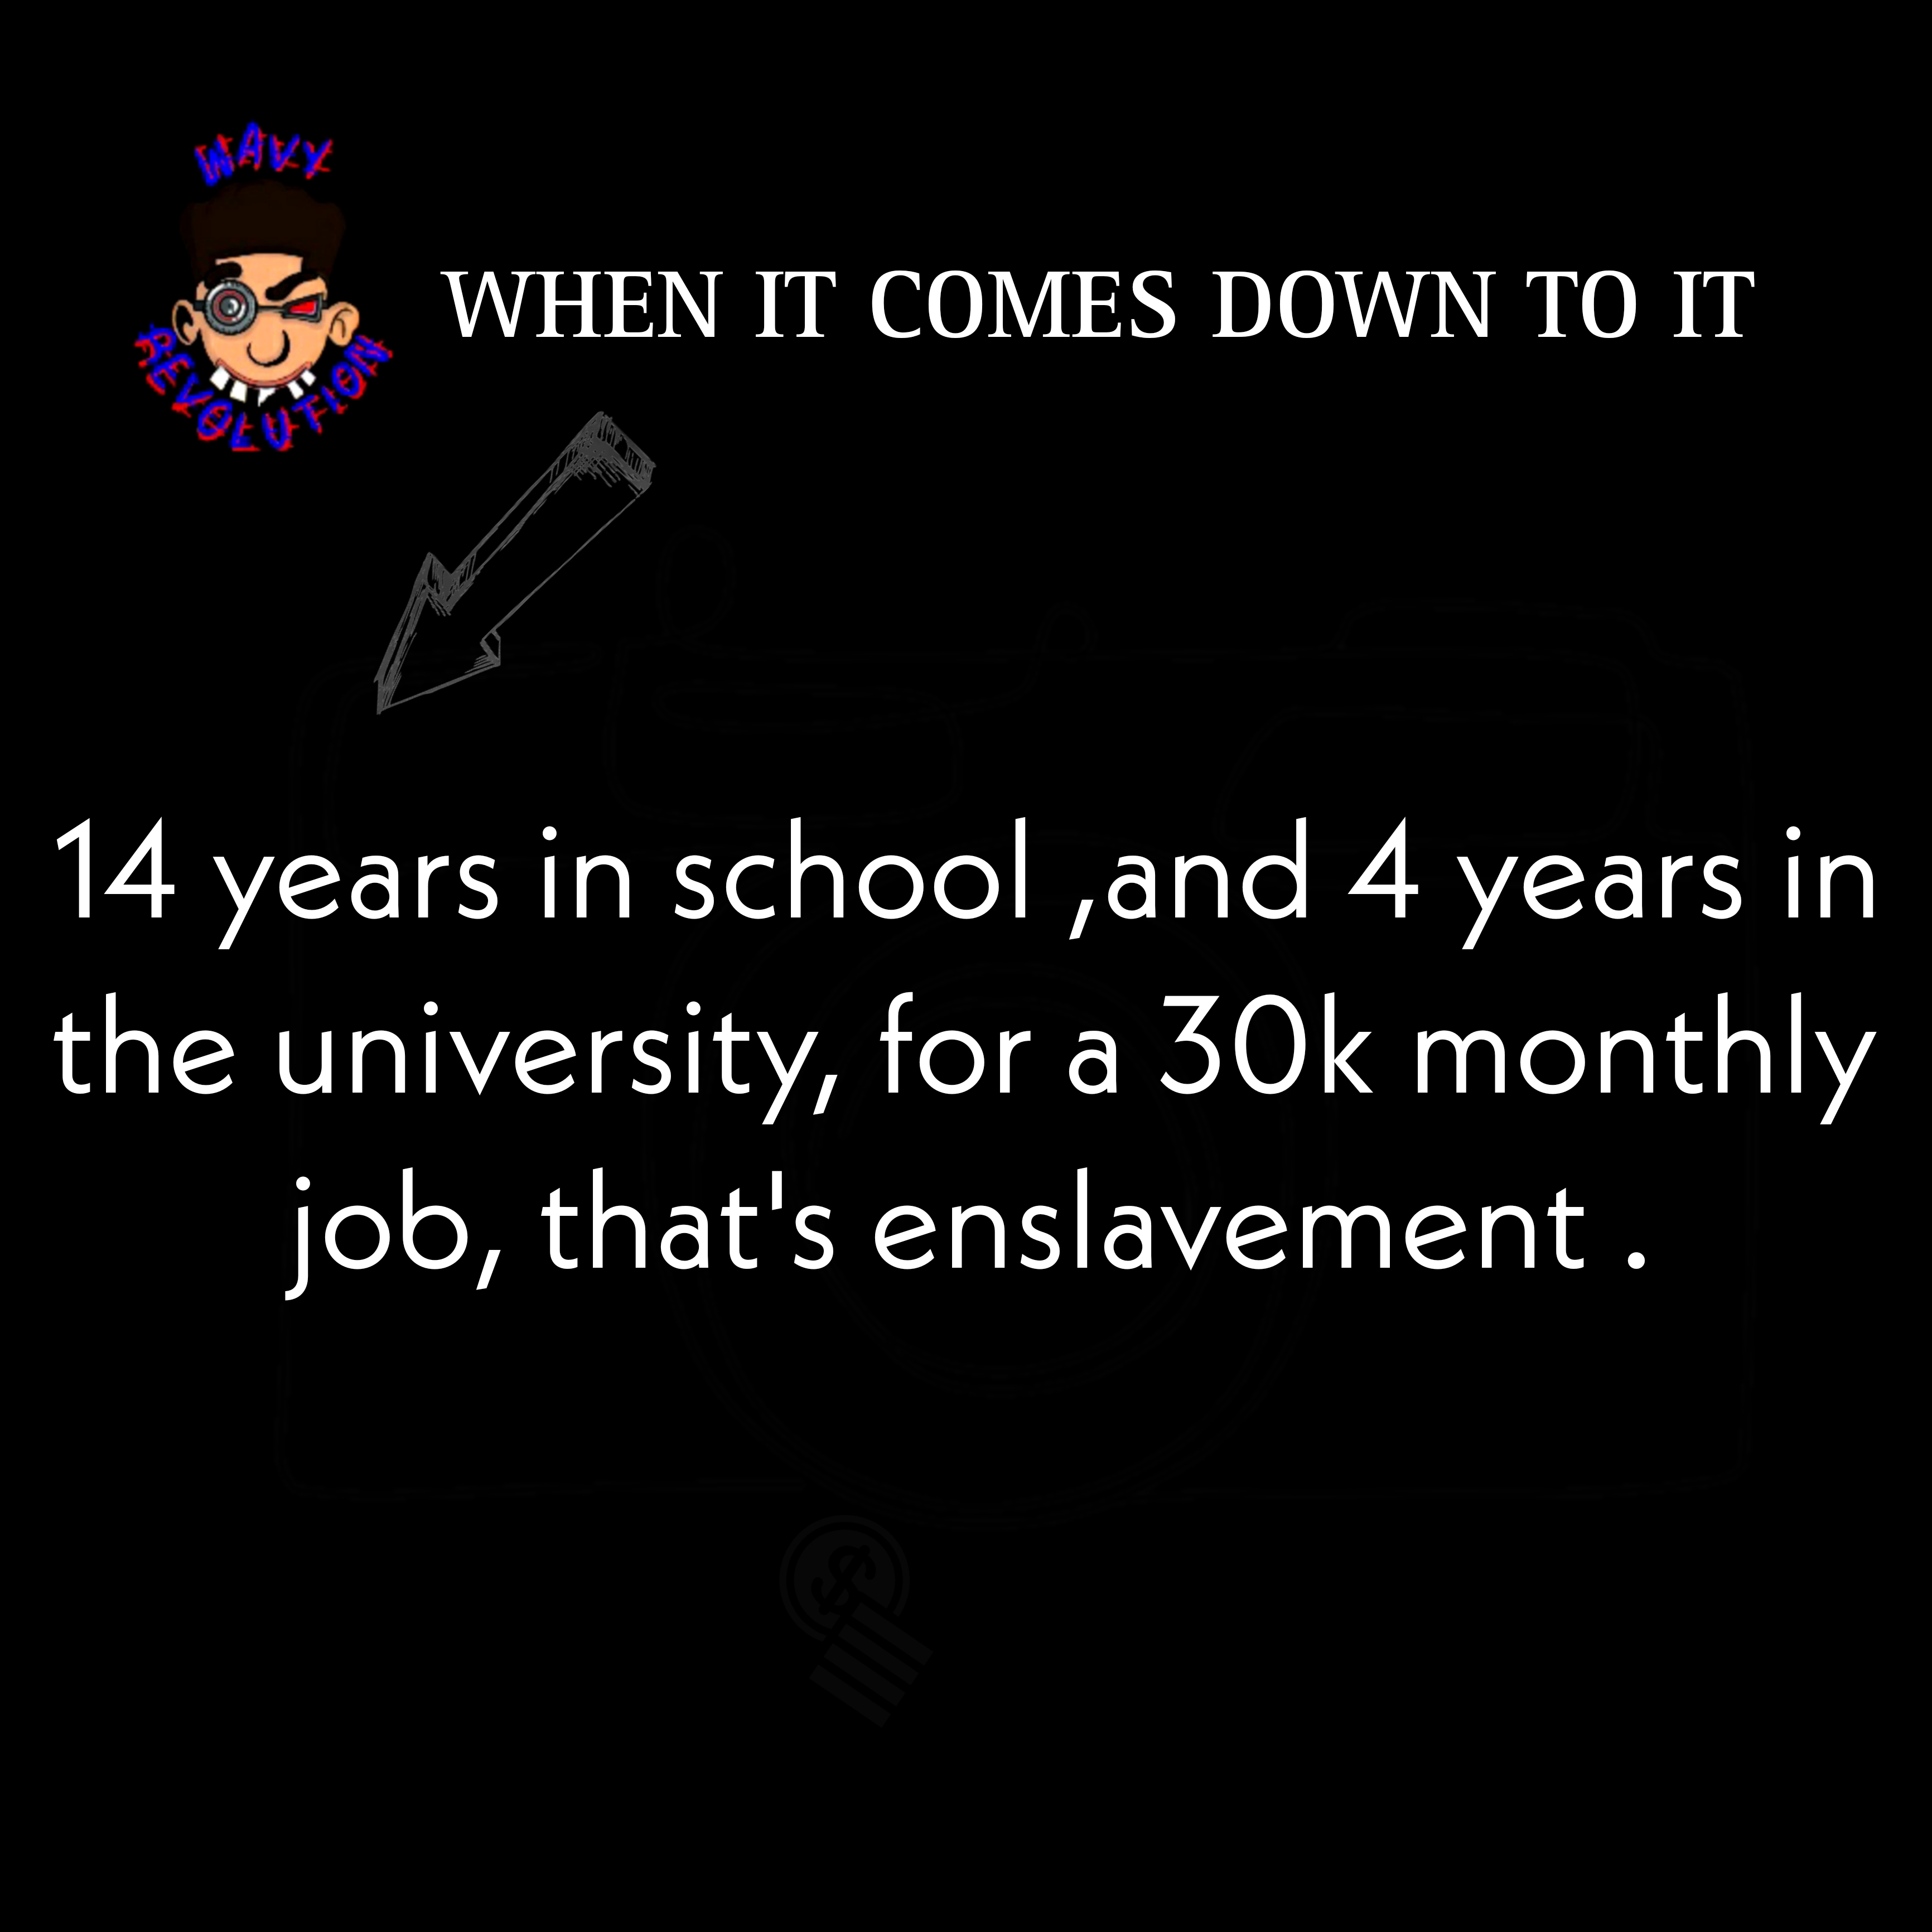 WAVY
REVOLUTION
WHEN IT COMES DOWN TO IT
14 years in school ,and 4 years in
the university, for a 30k monthly
job, that's enslavement .
$